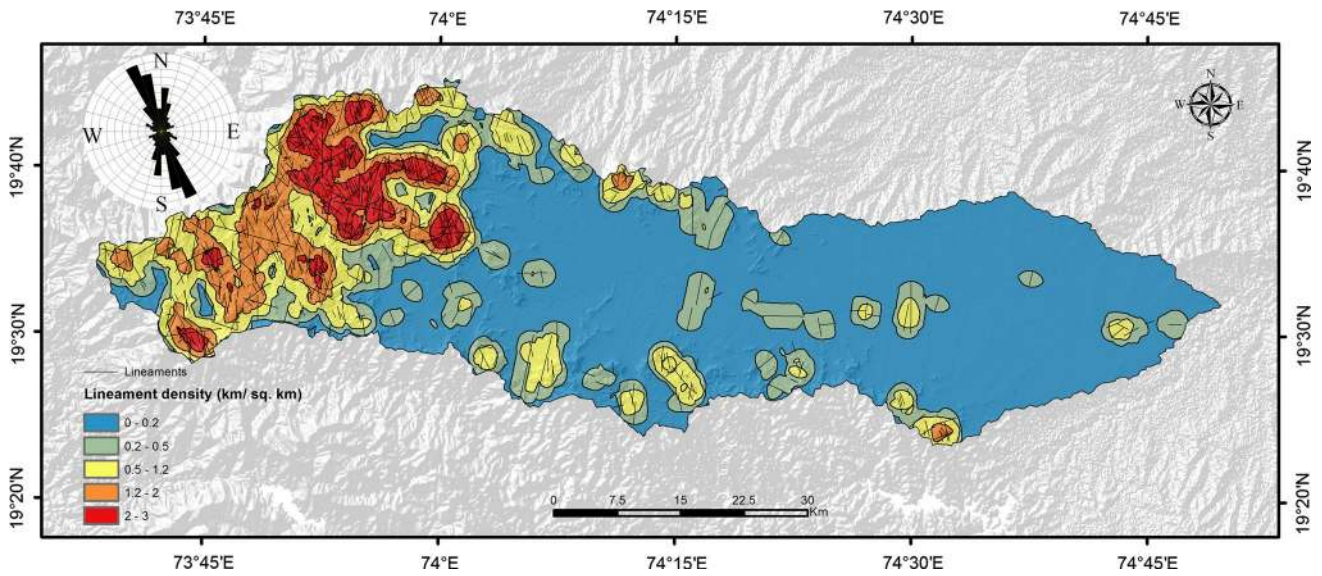 73°45'E 74°E 74°15'E 74°30'E 74°45'E
N
W E
S
N
W E
S
19°40'N 19°40'N
19°30'N 19°30'N
Lineaments
Lineament density (km/ sq. km)
0 - 0.2
0.2 - 0.5
0.5 - 1.2
1.2 - 2
2 - 3
0 7.5 15 22.5 30
Km
19°20'N 19°20'N
73°45'E 74°E 74°15'E 74°30'E 74°45'E